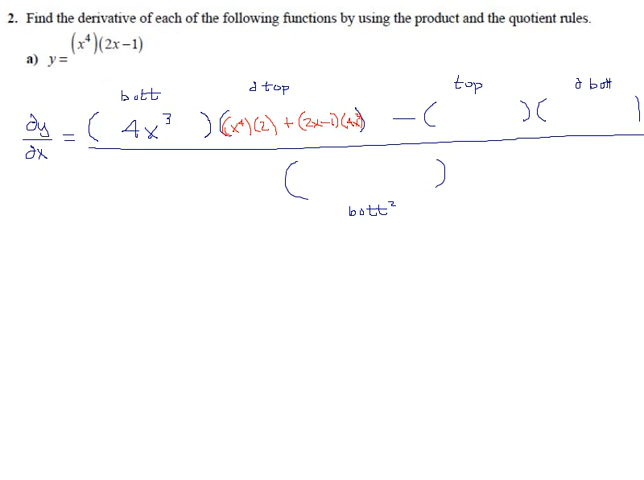 2. Find the derivative of each of the following functions by using the product and the quotient rules.
a) y = (x⁴)(2x−1)
bott d top top d bott
dy/dx = ( 4x³ )((x⁴)(2) + (2x−1)(4x³)) − ( )( )
( )
bott²